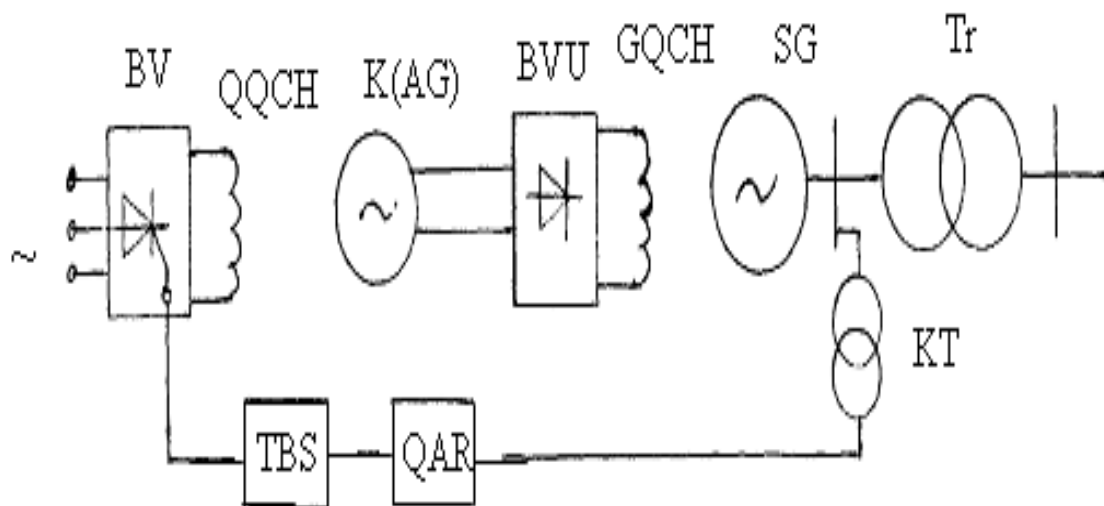 BV
QQCH
K(AG)
BVU
GQCH
SG
Tr
~
KT
TBS
QAR